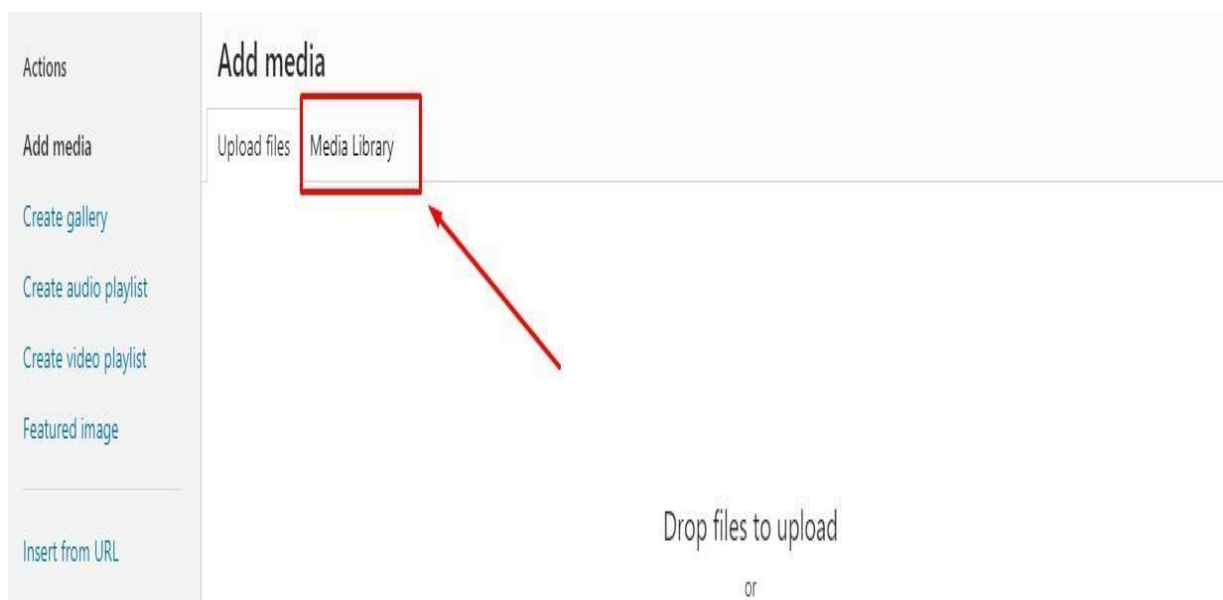 Actions
Add media
Create gallery
Create audio playlist
Create video playlist
Featured image
Insert from URL
Add media
Upload files
Media Library
Drop files to upload
or